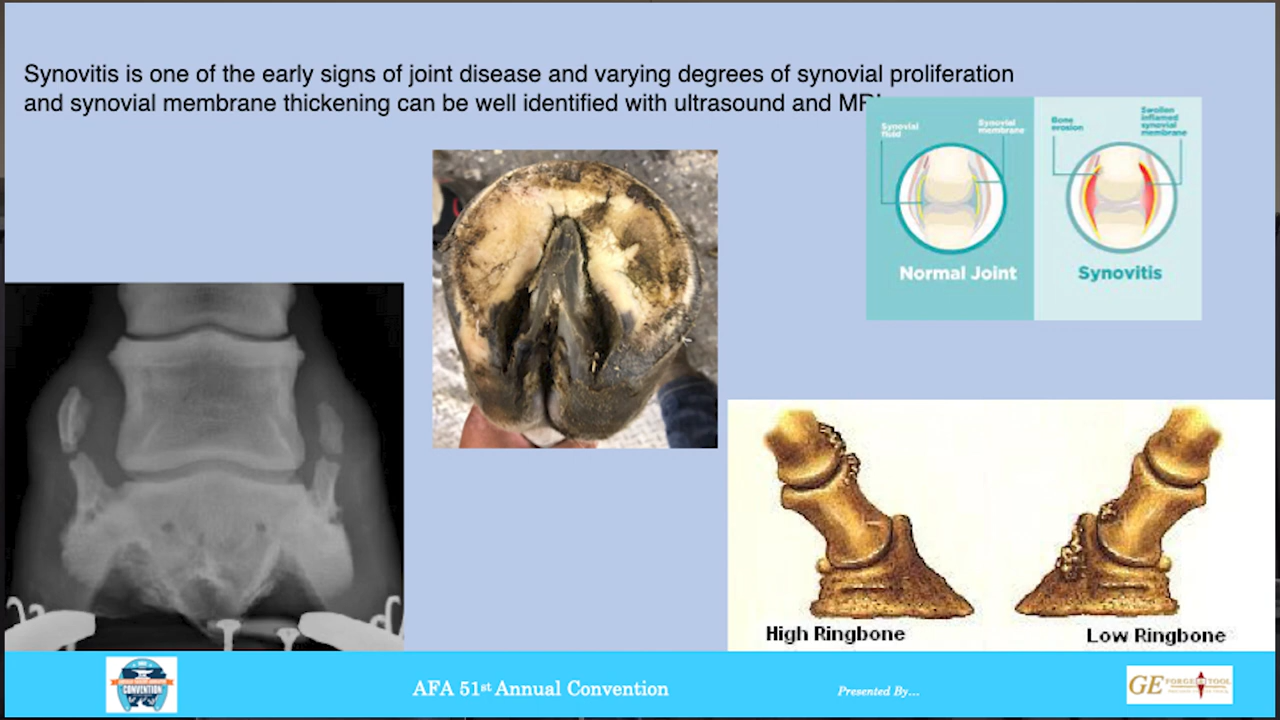 Synovitis is one of the early signs of joint disease and varying degrees of synovial proliferation
and synovial membrane thickening can be well identified with ultrasound and
Synovial
fluid
Synovial
membrane
Bone
erosion
Swollen
inflamed
synovial
membrane
Normal Joint
Synovitis
High Ringbone
Low Ringbone
CONVENTION
AFA 51st Annual Convention
Presented By...
GE FORGE & TOOL